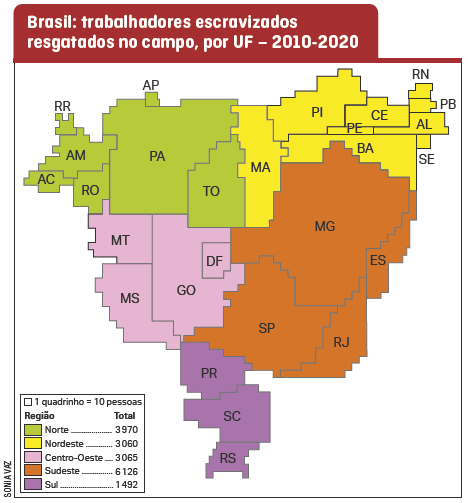 Brasil: trabalhadores escravizados
resgatados no campo, por UF – 2010-2020
RN
AP
RR
PB
PI
CE
AL
PE
AM
PA
BA
MA
SE
AC
RO
TO
MG
MT
DF
ES
GO
MS
SP
RJ
PR
SC
RS
1 quadrinho = 10 pessoas
Região Total
Norte ..................... 3 970
Nordeste ............. 3 060
Centro-Oeste .... 3 065
Sudeste ............... 6 126
Sul ......................... 1 492
SONIA VAZ